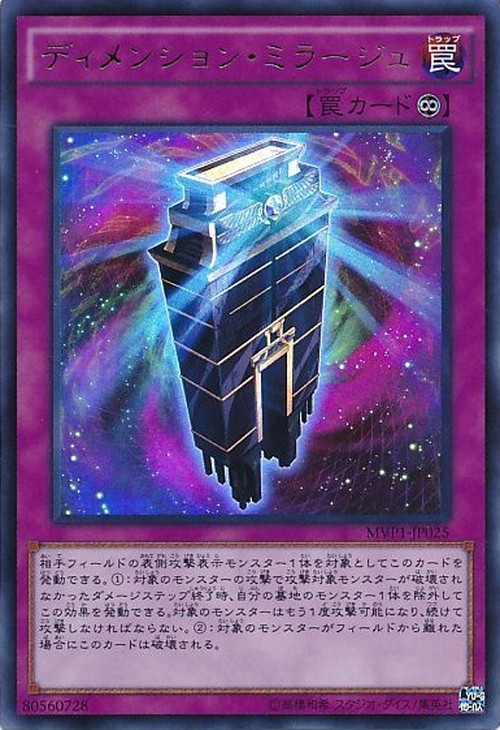 ディメンション・ミラージュ
トラップ
罠
トラップ
【罠カード】
MVP1-JP025
相手フィールドの表側攻撃表示モンスター1体を対象としてこのカードを
発動できる。①：対象のモンスターの攻撃で攻撃対象モンスターが破壊され
なかったダメージステップ終了時、自分の墓地のモンスター1体を除外して
この効果を発動できる。対象のモンスターはもう1度攻撃可能になり、続けて
攻撃しなければならない。②：対象のモンスターがフィールドから離れた
場合にこのカードは破壊される。
80560728
©高橋和希 スタジオ・ダイス/集英社